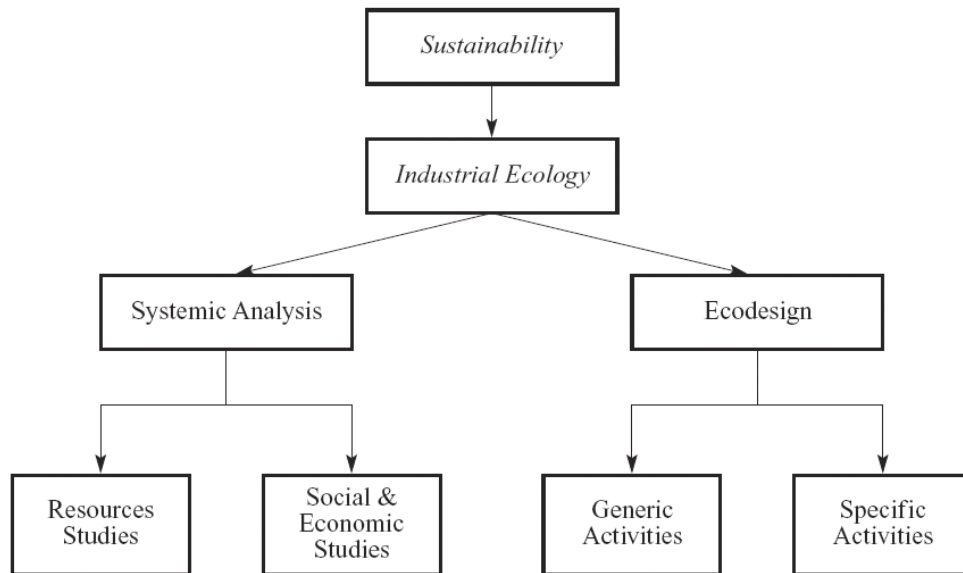 Sustainability
Industrial Ecology
Systemic Analysis
Ecodesign
Resources
Studies
Social &
Economic
Studies
Generic
Activities
Specific
Activities